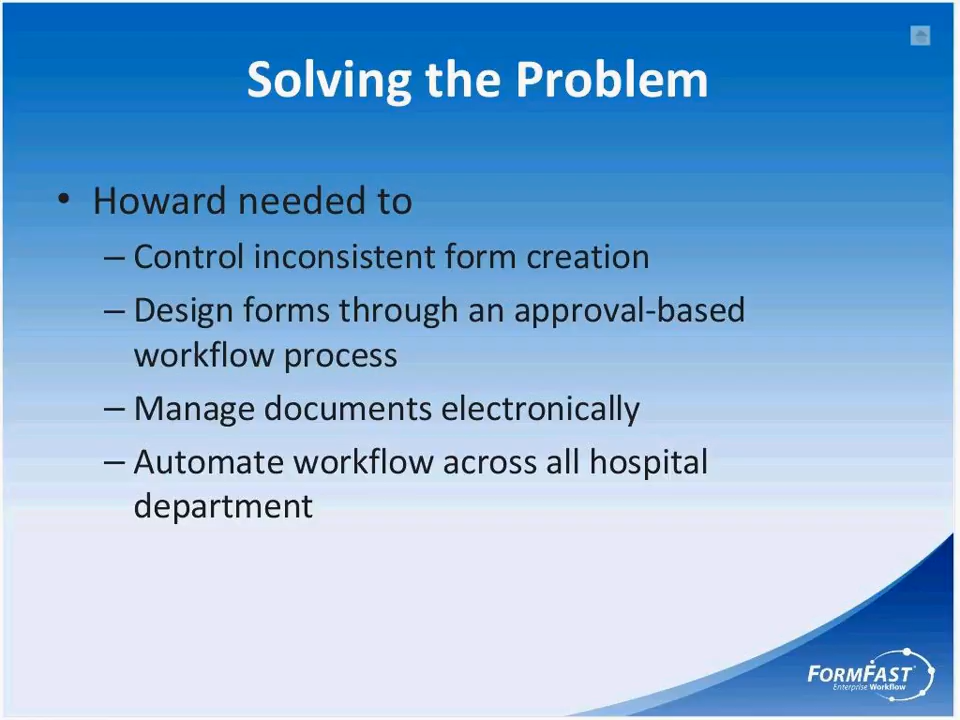 Solving the Problem
• Howard needed to
– Control inconsistent form creation
– Design forms through an approval-based
workflow process
– Manage documents electronically
– Automate workflow across all hospital
department
FORMFAST
Enterprise Workflow